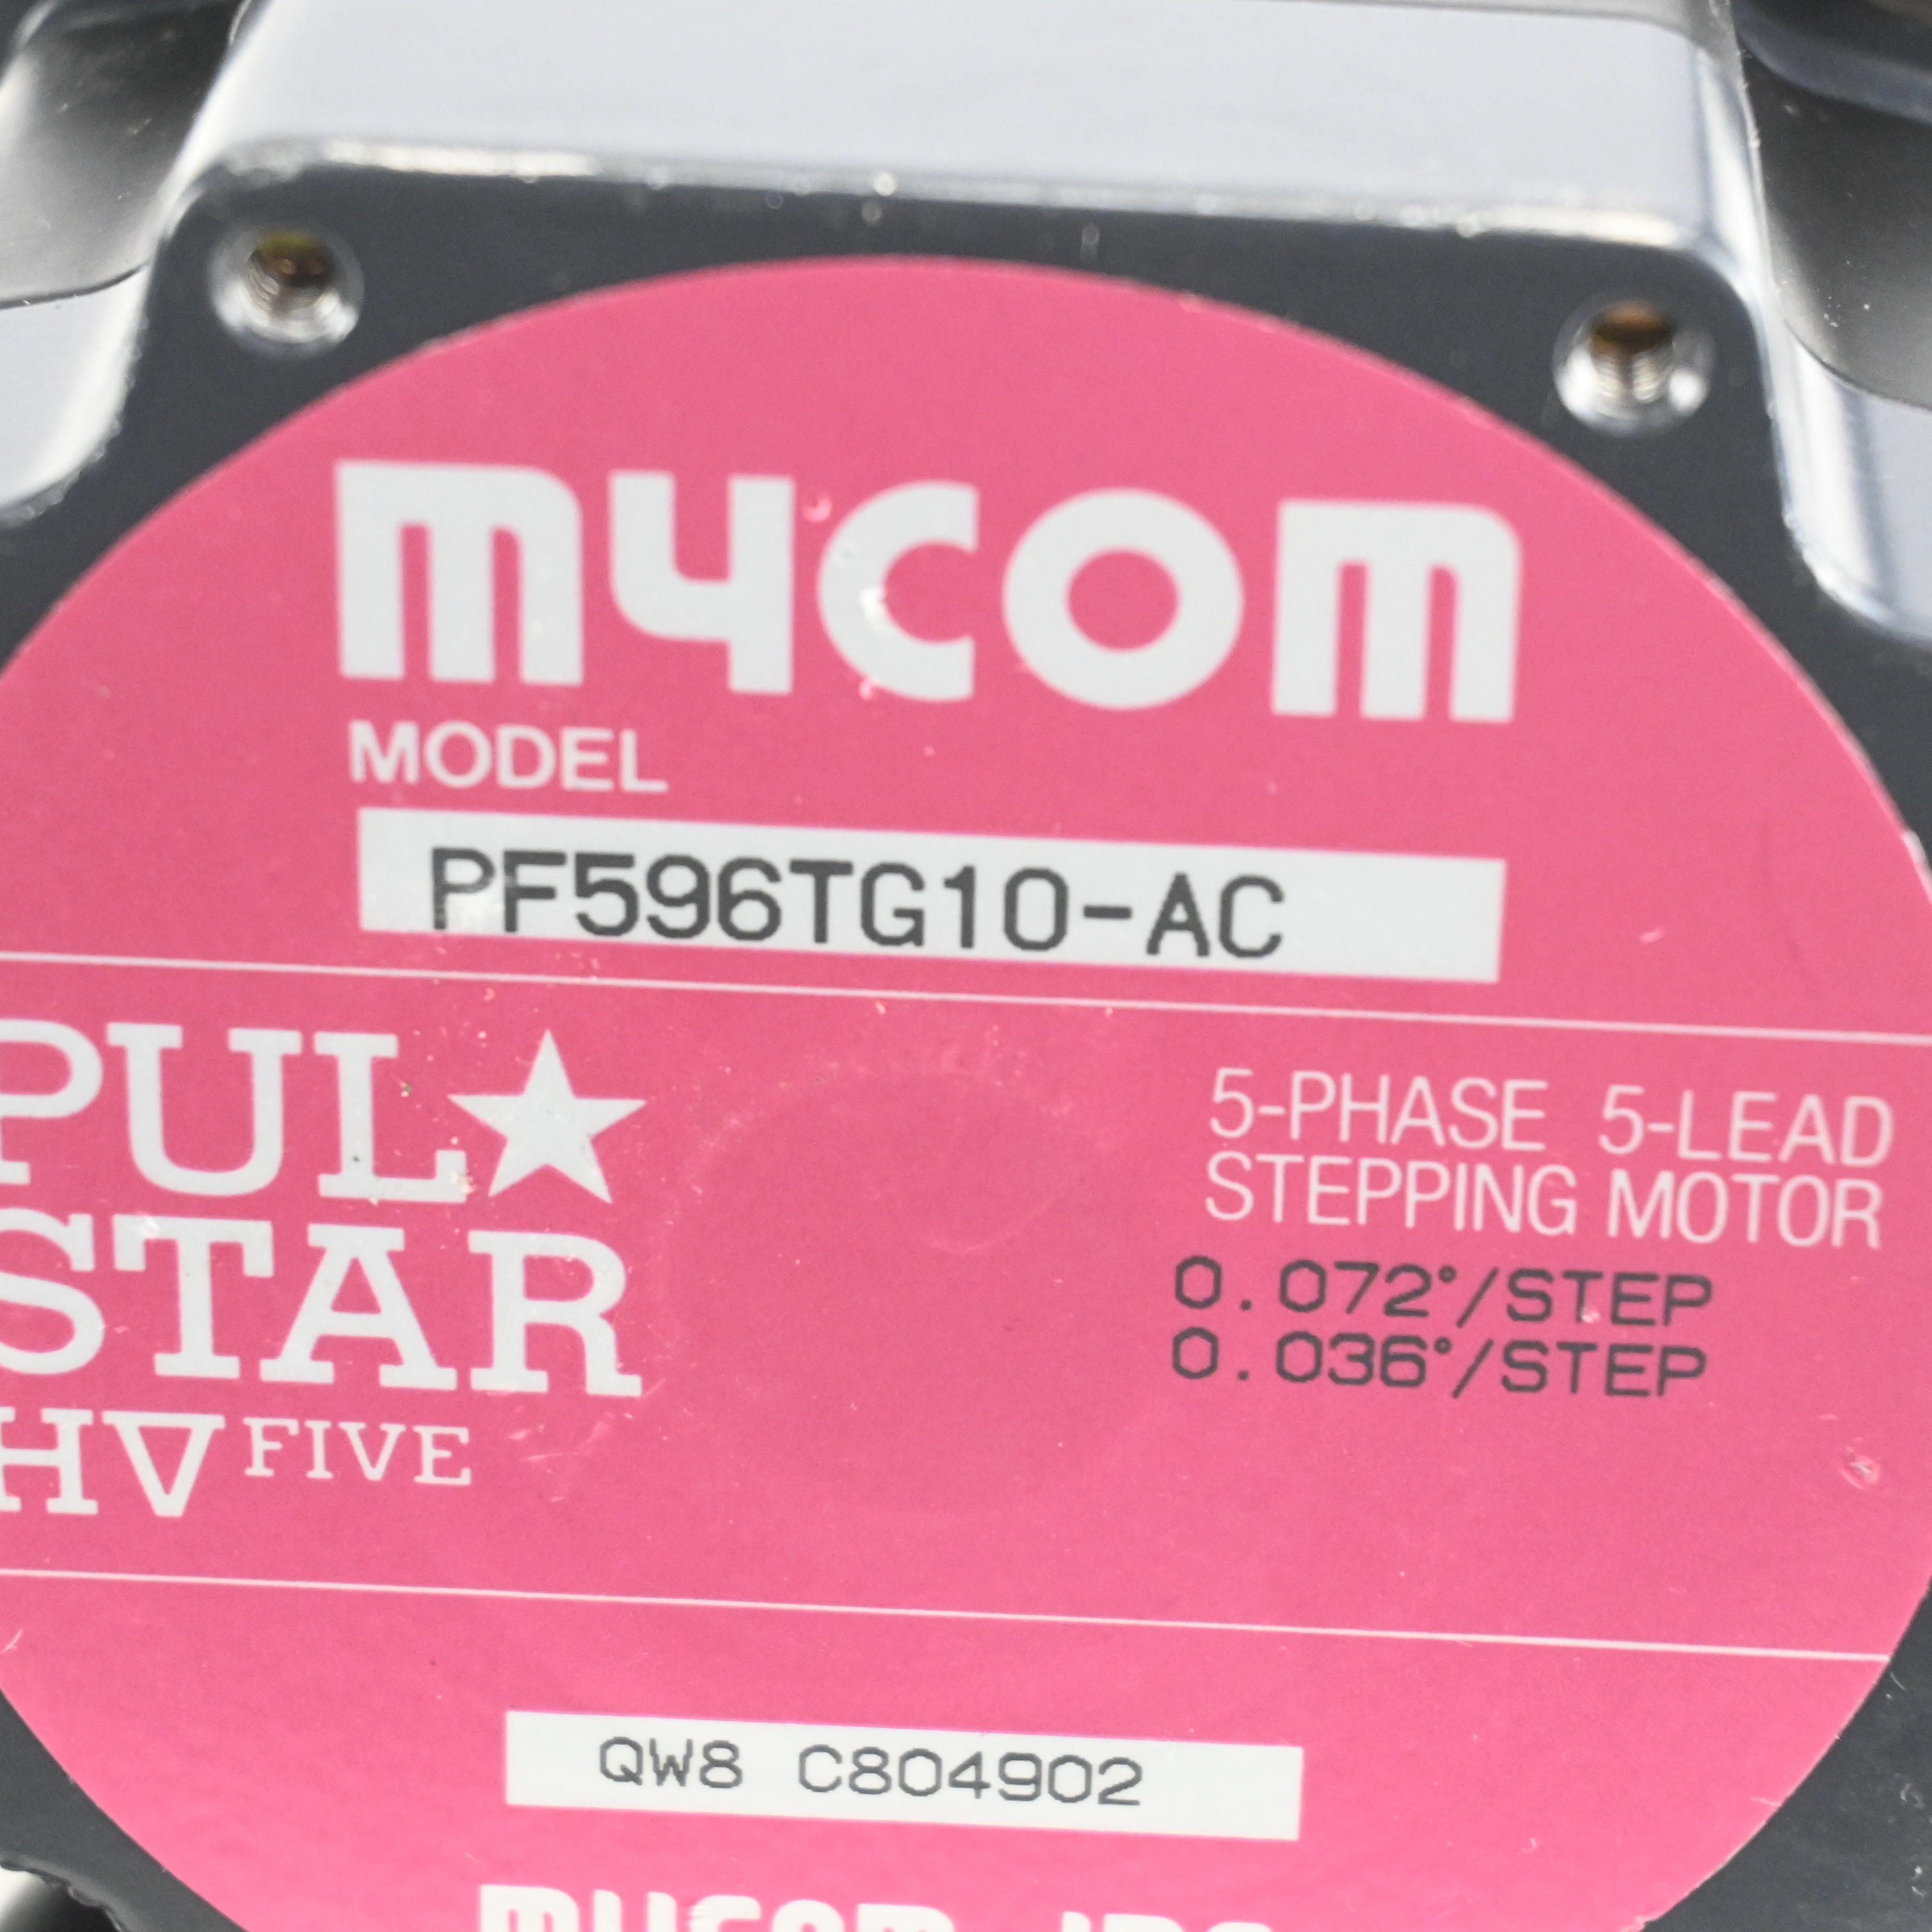 mycom
MODEL
PF596TG10-AC
PUL★
STAR
HV FIVE
5-PHASE 5-LEAD
STEPPING MOTOR
0.072°/STEP
0.036°/STEP
QW8 C804902
mycom